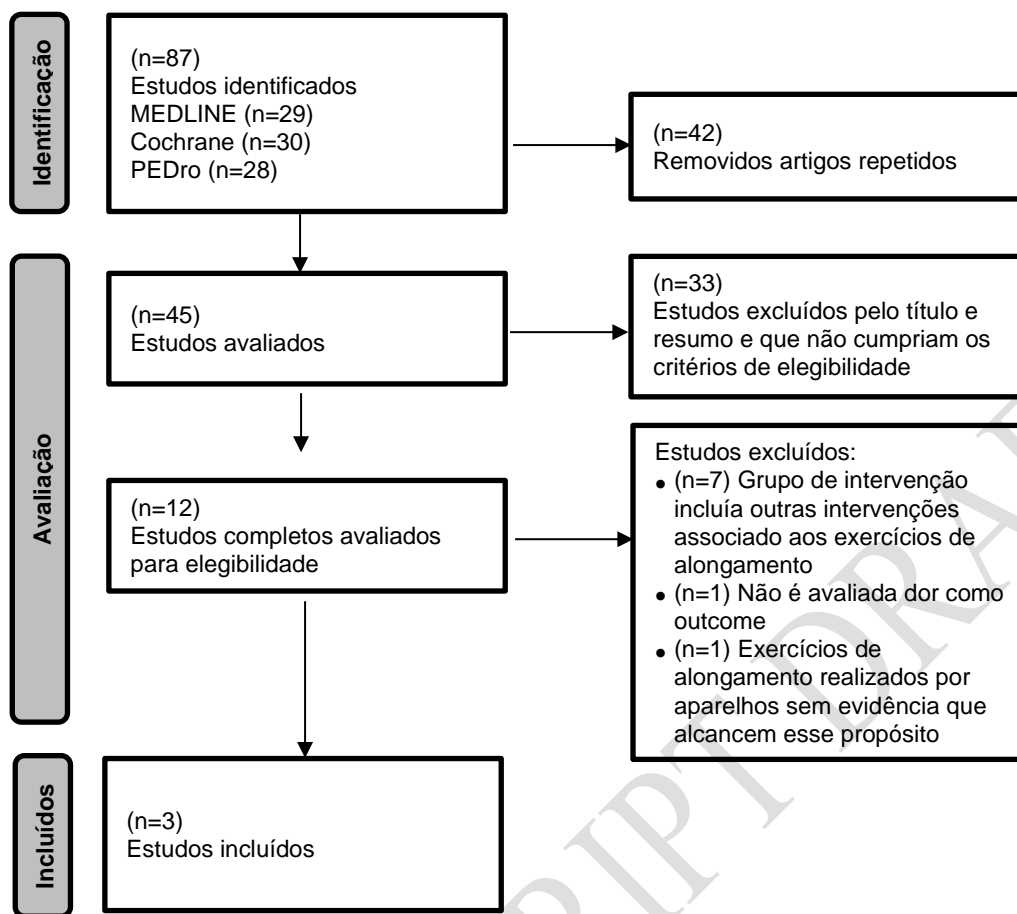 Identificação
(n=87)
Estudos identificados
MEDLINE (n=29)
Cochrane (n=30)
PEDro (n=28)
(n=42)
Removidos artigos repetidos
Avaliação
(n=45)
Estudos avaliados
(n=33)
Estudos excluídos pelo título e
resumo e que não cumpriam os
critérios de elegibilidade
(n=12)
Estudos completos avaliados
para elegibilidade
Estudos excluídos:
• (n=7) Grupo de intervenção
incluía outras intervenções
associado aos exercícios de
alongamento
• (n=1) Não é avaliada dor como
outcome
• (n=1) Exercícios de
alongamento realizados por
aparelhos sem evidência que
alcancem esse propósito
Incluídos
(n=3)
Estudos incluídos
RIPT DRA